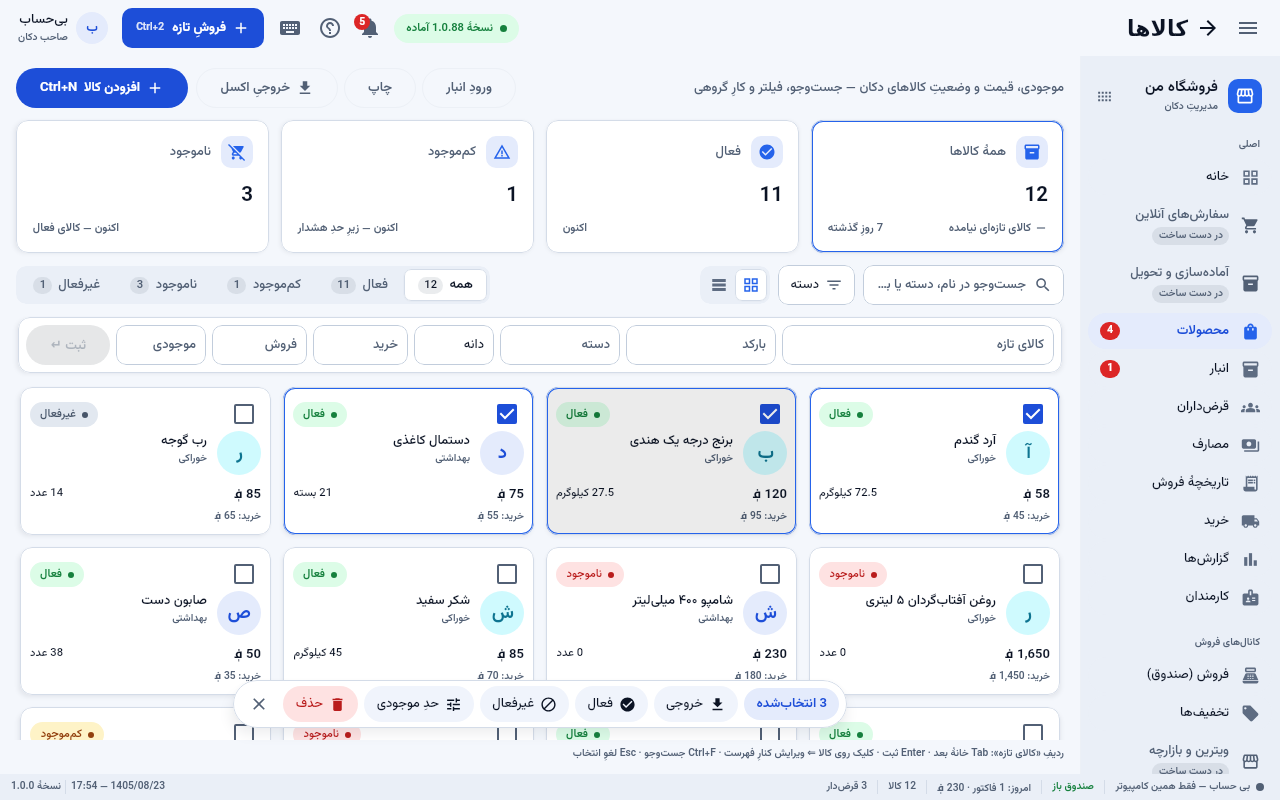 کالاها
نسخهٔ 1.0.88 آماده
5
فروش تازه Ctrl+2
ب
بی‌حساب
صاحب دکان
فروشگاه من
مدیریت دکان
اصلی
خانه
سفارش‌های آنلاین
در دست ساخت
آماده‌سازی و تحویل
در دست ساخت
محصولات 4
انبار 1
قرض‌داران
مصارف
تاریخچهٔ فروش
خرید
گزارش‌ها
کارمندان
کانال‌های فروش
فروش (صندوق)
تخفیف‌ها
ویترین و بازارچه
در دست ساخت
موجودی، قیمت و وضعیتِ کالاهای دکان — جست‌وجو، فیلتر و کارِ گروهی
ورودِ انبار
چاپ
خروجیِ اکسل
افزودن کالا Ctrl+N
همهٔ کالاها
12
— کالای تازه‌ای نیامده
7 روزِ گذشته
فعال
11
اکنون
کم‌موجود
1
اکنون — زیرِ حدِ هشدار
ناموجود
3
اکنون — کالای فعال
جست‌وجو در نام، دسته یا بـ...
دسته
همه 12
فعال 11
کم‌موجود 1
ناموجود 3
غیرفعال 1
کالای تازه
بارکد
دسته
دانه
خرید
فروش
موجودی
ثبت ↵
فعال
آ
آرد گندم
خوراکی
58 ؋
72.5 کیلوگرم
خرید: 45 ؋
فعال
ب
برنج درجه یک هندی
خوراکی
120 ؋
27.5 کیلوگرم
خرید: 95 ؋
فعال
د
دستمال کاغذی
بهداشتی
75 ؋
21 بسته
خرید: 55 ؋
غیرفعال
ر
رب گوجه
خوراکی
85 ؋
14 عدد
خرید: 65 ؋
ناموجود
ر
روغن آفتاب‌گردان ۵ لیتری
خوراکی
1,650 ؋
0 عدد
خرید: 1,450 ؋
ناموجود
ش
شامپو ۴۰۰ میلی‌لیتر
بهداشتی
230 ؋
0 عدد
خرید: 180 ؋
فعال
ش
شکر سفید
خوراکی
85 ؋
45 کیلوگرم
خرید: 70 ؋
فعال
ص
صابون دست
بهداشتی
50 ؋
38 عدد
خرید: 35 ؋
3 انتخاب‌شده
خروجی
فعال
غیرفعال
حدِ موجودی
حذف
فعال
فعال
ناموجود
کم‌موجود
ردیفِ «کالای تازه»: Tab خانهٔ بعد · Enter ثبت · کلیک روی کالا ⇐ ویرایش کنارِ فهرست · Ctrl+F جست‌وجو · Esc لغوِ انتخاب
بی حساب — فقط همین کامپیوتر
صندوق باز
امروز: 1 فاکتور · 230 ؋
12 کالا
3 قرض‌دار
1405/08/23 — 17:54
نسخهٔ 1.0.0